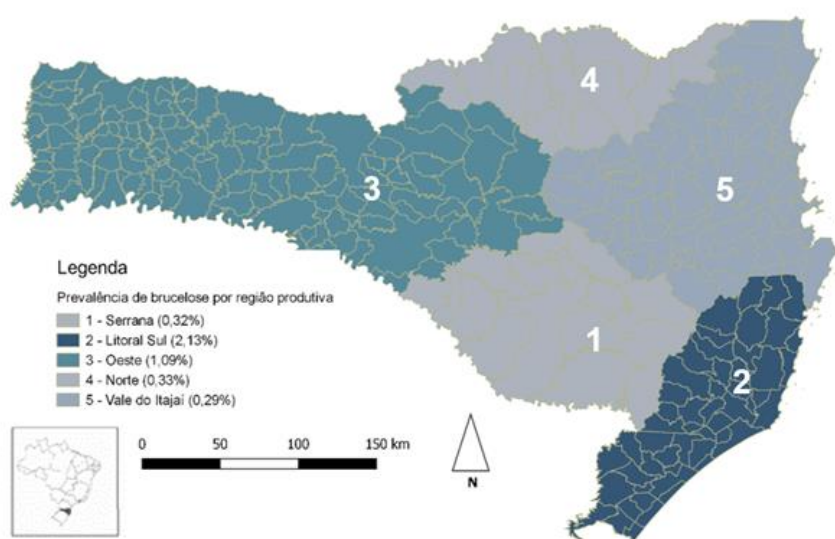 4
3
5
Legenda
Prevalência de brucelose por região produtiva
1 - Serrana (0,32%)
2 - Litoral Sul (2,13%)
3 - Oeste (1,09%)
4 - Norte (0,33%)
5 - Vale do Itajaí (0,29%)
1
2
0 50 100 150 km
N